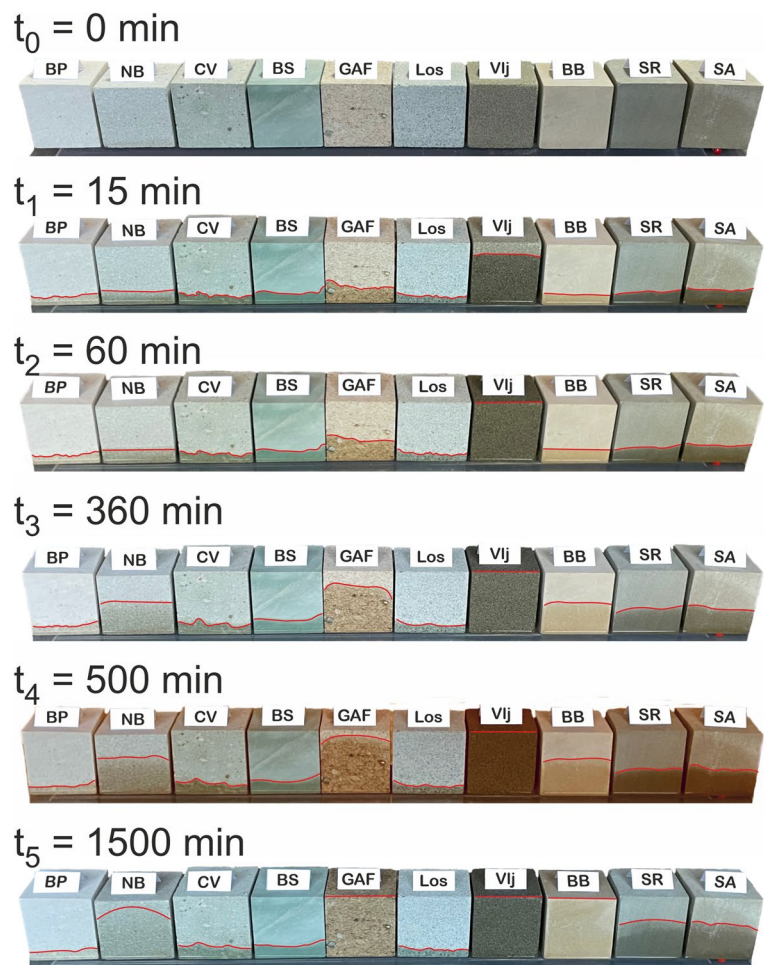 t0 = 0 min
BP NB CV BS GAF Los Vlj BB SR SA
t1 = 15 min
BP NB CV BS GAF Los Vlj BB SR SA
t2 = 60 min
BP NB CV BS GAF Los Vlj BB SR SA
t3 = 360 min
BP NB CV BS GAF Los Vlj BB SR SA
t4 = 500 min
BP NB CV BS GAF Los Vlj BB SR SA
t5 = 1500 min
BP NB CV BS GAF Los Vlj BB SR SA